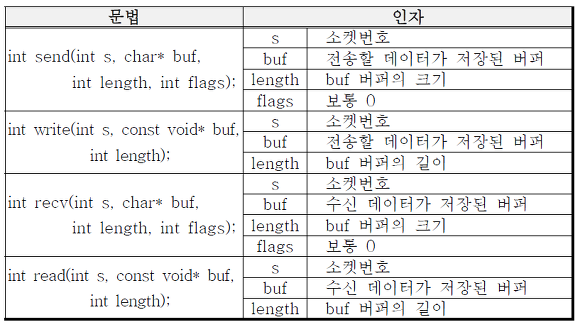 문법 인자
int send(int s, char* buf,
int length, int flags);
s 소켓번호
buf 전송할 데이터가 저장된 버퍼
length buf 버퍼의 크기
flags 보통 0
int write(int s, const void* buf,
int length);
s 소켓번호
buf 전송할 데이터가 저장된 버퍼
length buf 버퍼의 길이
int recv(int s, char* buf,
int length, int flags);
s 소켓번호
buf 수신 데이터가 저장된 버퍼
length buf 버퍼의 크기
flags 보통 0
int read(int s, const void* buf,
int length);
s 소켓번호
buf 수신 데이터가 저장된 버퍼
length buf 버퍼의 길이